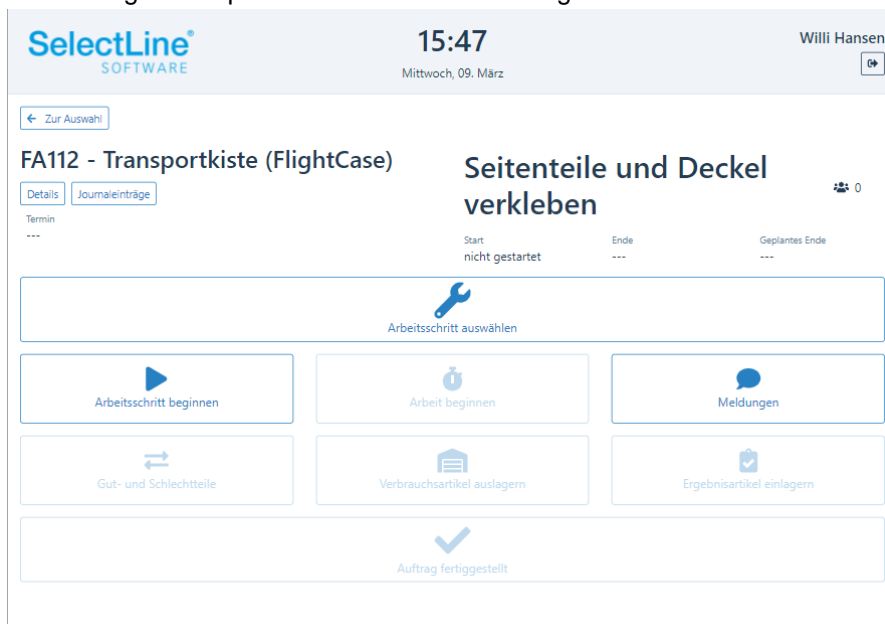 SelectLine®
SOFTWARE
15:47
Mittwoch, 09. März
Willi Hansen
Zur Auswahl
FA112 - Transportkiste (FlightCase)
Details
Journaleinträge
Termin
---
Seitenteile und Deckel
verkleben
0
Start
Ende
Geplantes Ende
nicht gestartet
---
---
Arbeitsschritt auswählen
Arbeitsschritt beginnen
Arbeit beginnen
Meldungen
Gut- und Schlechtteile
Verbrauchsartikel auslagern
Ergebnisartikel einlagern
Auftrag fertiggestellt